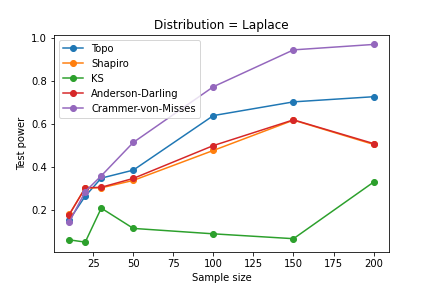 Distribution = Laplace
Test power
1.0
0.8
0.6
0.4
0.2
Topo
Shapiro
KS
Anderson-Darling
Crammer-von-Misses
25 50 75 100 125 150 175 200
Sample size